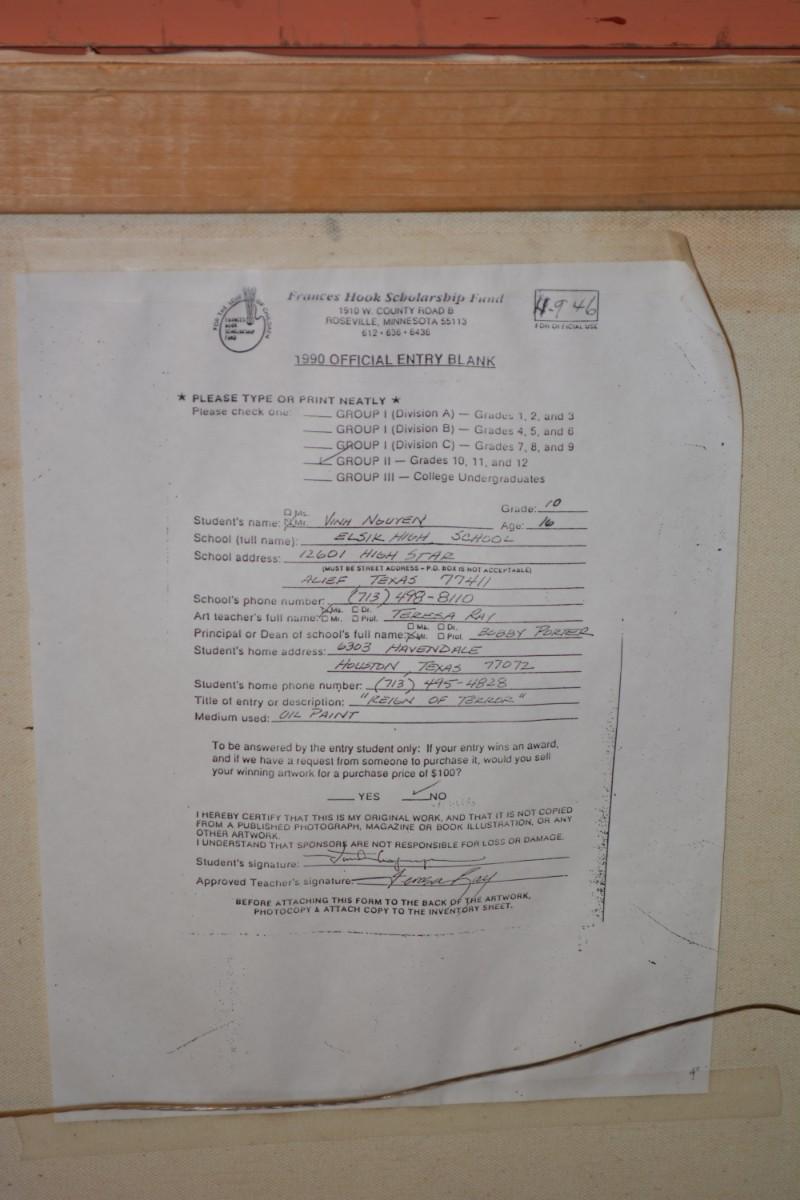 FOR THE LOVE OF CHILDREN
FRANCES HOOK SCHOLARSHIP FUND
Frances Hook Scholarship Fund
1910 W. COUNTY ROAD B
ROSEVILLE, MINNESOTA 55113
612 • 636 • 6436
4-9 46
FOR OFFICIAL USE
1990 OFFICIAL ENTRY BLANK
★ PLEASE TYPE OR PRINT NEATLY ★
Please check one: GROUP I (Division A) — Grades 1, 2, and 3
GROUP I (Division B) — Grades 4, 5, and 6
GROUP I (Division C) — Grades 7, 8, and 9
GROUP II — Grades 10, 11, and 12
GROUP III — College Undergraduates
Grade: 10
Student's name: Ms. Mr. VINH NGUYEN Age: 16
School (full name): ELSIK HIGH SCHOOL
School address: 12601 HIGH STAR
(MUST BE STREET ADDRESS – P.O. BOX IS NOT ACCEPTABLE)
ALIEF, TEXAS 77411
School's phone number: (713) 498-8110
Art teacher's full name: Ms. Dr. Mr. Prof. TERESA RAY
Principal or Dean of school's full name: Ms. Dr. Mr. Prof. BOBBY PORTER
Student's home address: 6303 HAVENDALE
HOUSTON, TEXAS 77072
Student's home phone number: (713) 495-4828
Title of entry or description: "REIGN OF TERROR"
Medium used: OIL PAINT
To be answered by the entry student only: If your entry wins an award,
and if we have a request from someone to purchase it, would you sell
your winning artwork for a purchase price of $100?
YES NO
I HEREBY CERTIFY THAT THIS IS MY ORIGINAL WORK, AND THAT IT IS NOT COPIED
FROM A PUBLISHED PHOTOGRAPH, MAGAZINE OR BOOK ILLUSTRATION, OR ANY
OTHER ARTWORK.
I UNDERSTAND THAT SPONSORS ARE NOT RESPONSIBLE FOR LOSS OR DAMAGE.
Student's signature:
Approved Teacher's signature: Teresa Ray
BEFORE ATTACHING THIS FORM TO THE BACK OF THE ARTWORK,
PHOTOCOPY & ATTACH COPY TO THE INVENTORY SHEET.